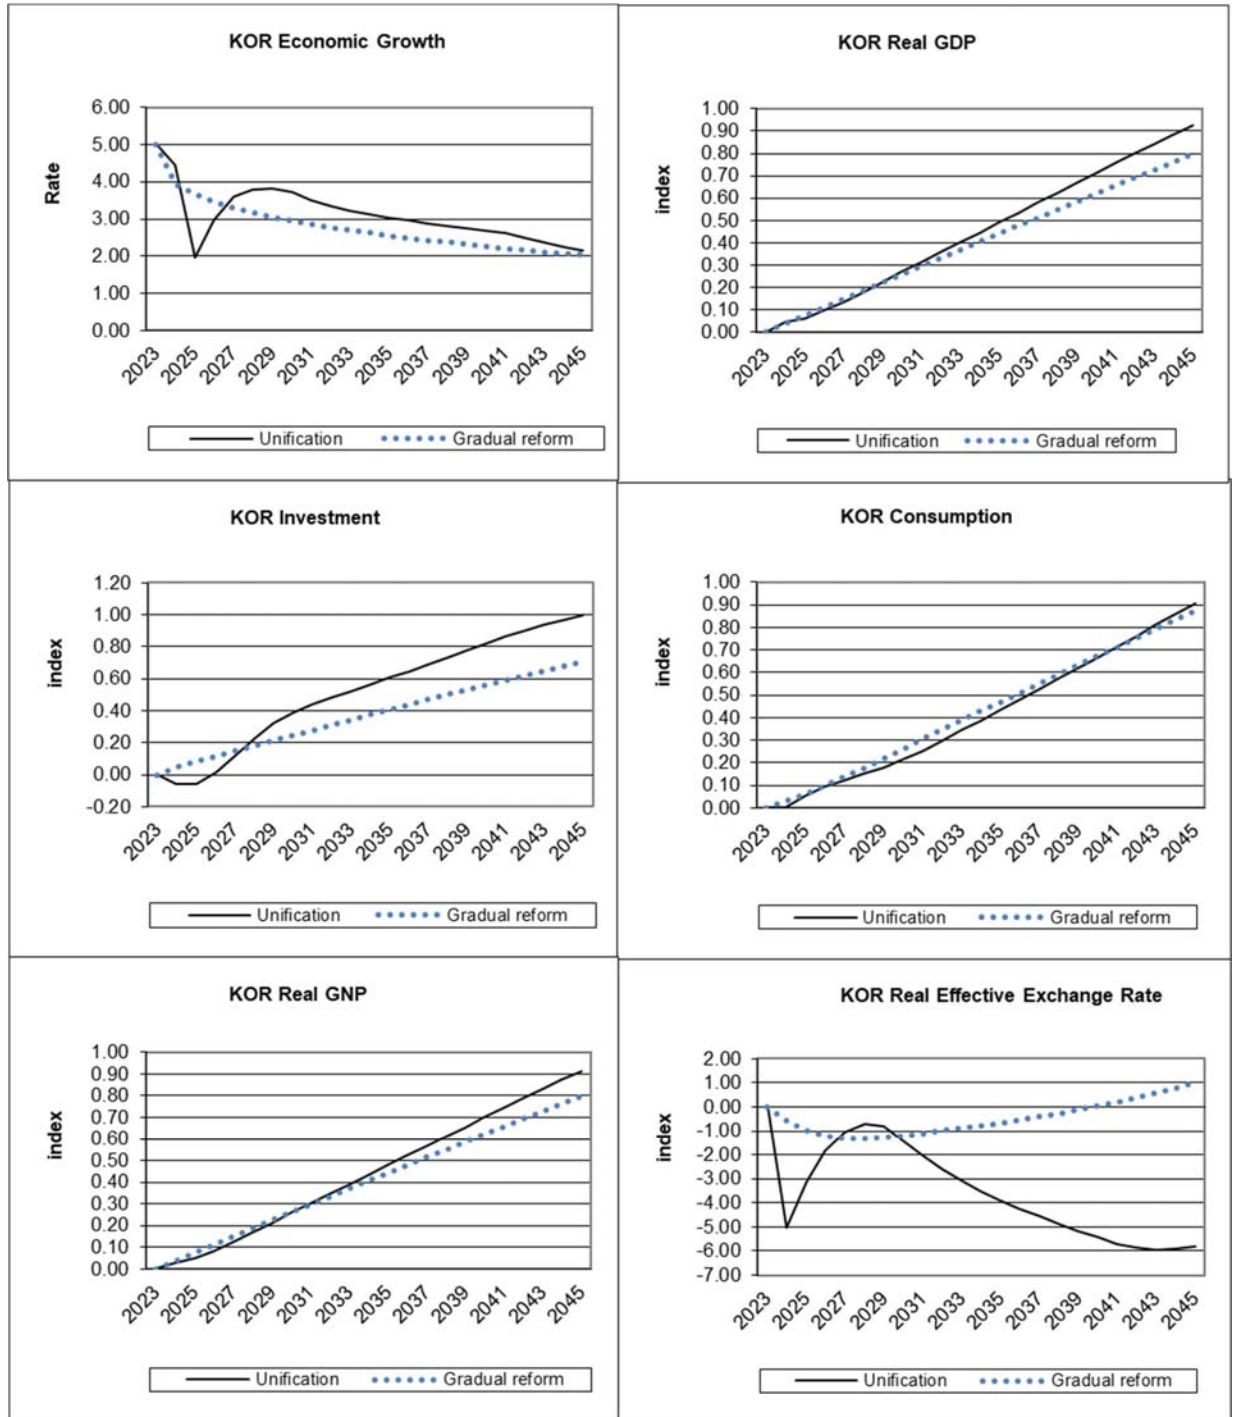 KOR Economic Growth
Rate
6.00
5.00
4.00
3.00
2.00
1.00
0.00
2023 2025 2027 2029 2031 2033 2035 2037 2039 2041 2043 2045
Unification Gradual reform
KOR Real GDP
index
1.00
0.90
0.80
0.70
0.60
0.50
0.40
0.30
0.20
0.10
0.00
2023 2025 2027 2029 2031 2033 2035 2037 2039 2041 2043 2045
Unification Gradual reform
KOR Investment
index
1.20
1.00
0.80
0.60
0.40
0.20
0.00
-0.20
2023 2025 2027 2029 2031 2033 2035 2037 2039 2041 2043 2045
Unification Gradual reform
KOR Consumption
index
1.00
0.90
0.80
0.70
0.60
0.50
0.40
0.30
0.20
0.10
0.00
2023 2025 2027 2029 2031 2033 2035 2037 2039 2041 2043 2045
Unification Gradual reform
KOR Real GNP
index
1.00
0.90
0.80
0.70
0.60
0.50
0.40
0.30
0.20
0.10
0.00
2023 2025 2027 2029 2031 2033 2035 2037 2039 2041 2043 2045
Unification Gradual reform
KOR Real Effective Exchange Rate
index
2.00
1.00
0.00
-1.00
-2.00
-3.00
-4.00
-5.00
-6.00
-7.00
2023 2025 2027 2029 2031 2033 2035 2037 2039 2041 2043 2045
Unification Gradual reform